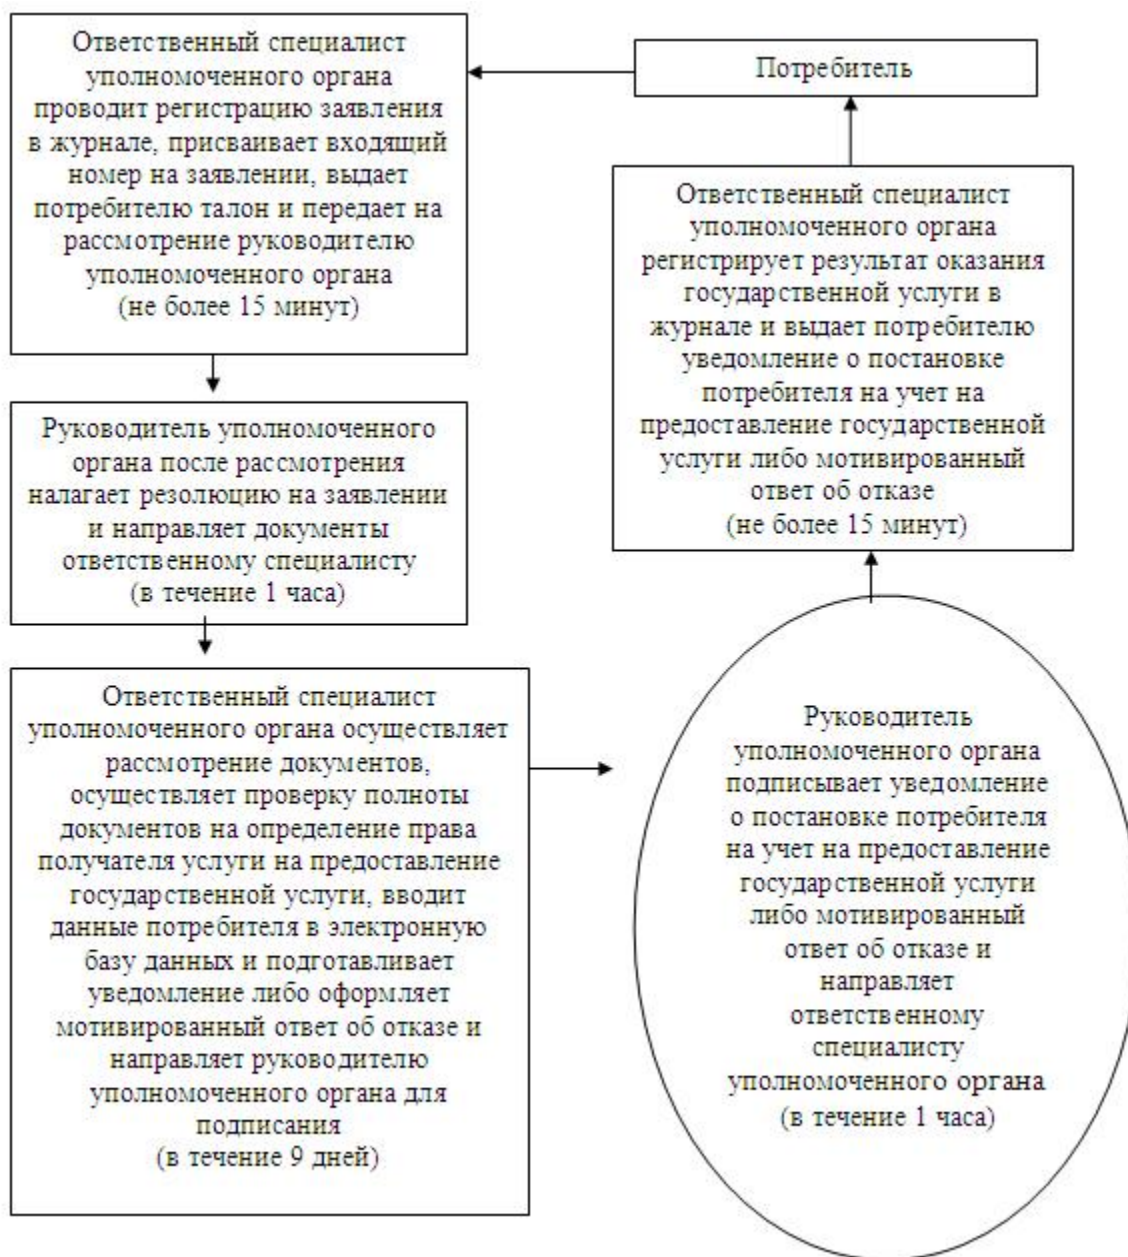 Потребитель
Ответственный специалист
уполномоченного органа
проводит регистрацию заявления
в журнале, присваивает входящий
номер на заявлении, выдает
потребителю талон и передает на
рассмотрение руководителю
уполномоченного органа
(не более 15 минут)
Руководитель уполномоченного
органа после рассмотрения
налагает резолюцию на заявлении
и направляет документы
ответственному специалисту
(в течение 1 часа)
Ответственный специалист
уполномоченного органа осуществляет
рассмотрение документов,
осуществляет проверку полноты
документов на определение права
получателя услуги на предоставление
государственной услуги, вводит
данные потребителя в электронную
базу данных и подготавливает
уведомление либо оформляет
мотивированный ответ об отказе и
направляет руководителю
уполномоченного органа для
подписания
(в течение 9 дней)
Руководитель
уполномоченного органа
подписывает уведомление
о постановке потребителя
на учет на предоставление
государственной услуги
либо мотивированный
ответ об отказе и
направляет
ответственному
специалисту
уполномоченного органа
(в течение 1 часа)
Ответственный специалист
уполномоченного органа
регистрирует результат оказания
государственной услуги в
журнале и выдает потребителю
уведомление о постановке
потребителя на учет на
предоставление государственной
услуги либо мотивированный
ответ об отказе
(не более 15 минут)